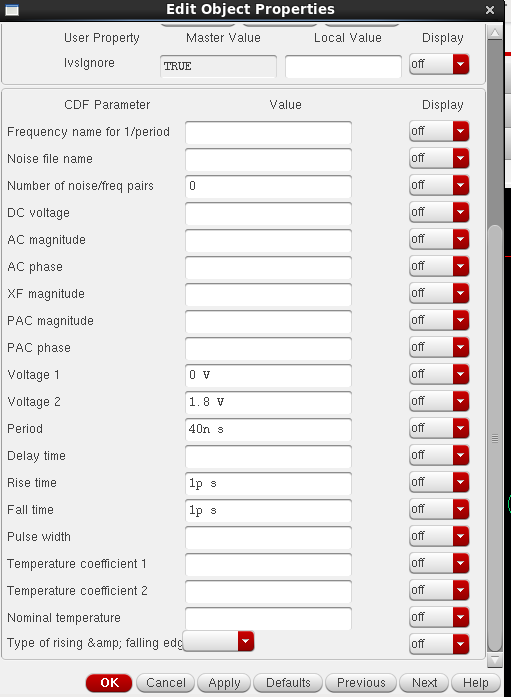 Edit Object Properties
User Property Master Value Local Value Display
lvsIgnore TRUE off
CDF Parameter Value Display
Frequency name for 1/period off
Noise file name off
Number of noise/freq pairs 0 off
DC voltage off
AC magnitude off
AC phase off
XF magnitude off
PAC magnitude off
PAC phase off
Voltage 1 0 V off
Voltage 2 1.8 V off
Period 40n s off
Delay time off
Rise time 1p s off
Fall time 1p s off
Pulse width off
Temperature coefficient 1 off
Temperature coefficient 2 off
Nominal temperature off
Type of rising &amp; falling edg off
OK Cancel Apply Defaults Previous Next Help